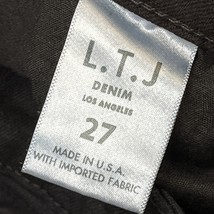 L.T.J
DENIM
LOS ANGELES
27
MADE IN U.S.A.
WITH IMPORTED FABRIC